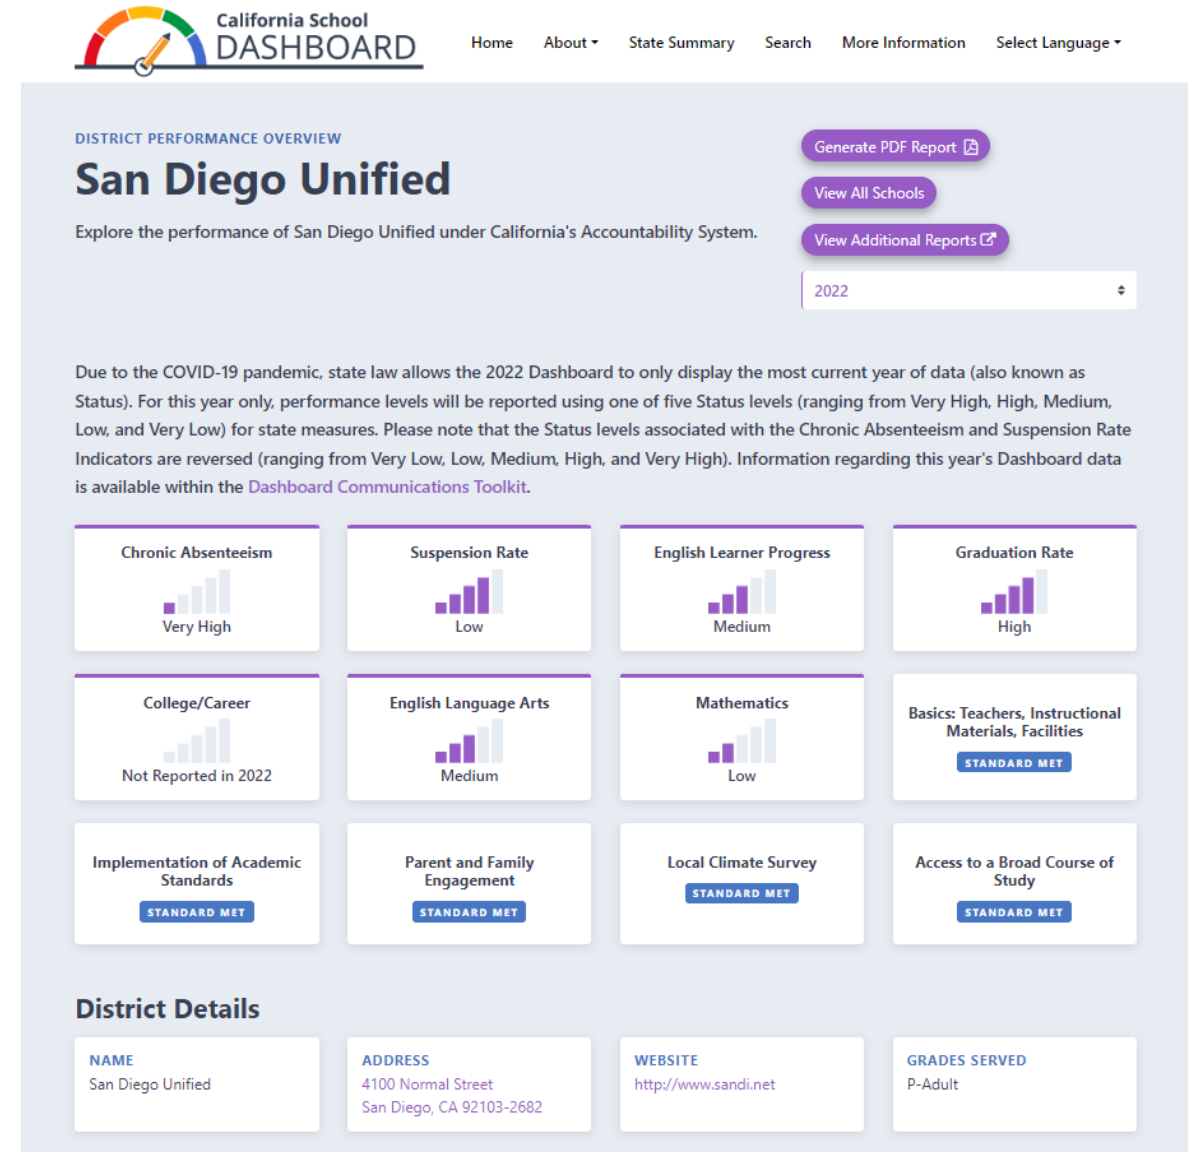 California School
DASHBOARD
Home About State Summary Search More Information Select Language
DISTRICT PERFORMANCE OVERVIEW
San Diego Unified
Explore the performance of San Diego Unified under California's Accountability System.
Generate PDF Report
View All Schools
View Additional Reports
2022
Due to the COVID-19 pandemic, state law allows the 2022 Dashboard to only display the most current year of data (also known as
Status). For this year only, performance levels will be reported using one of five Status levels (ranging from Very High, High, Medium,
Low, and Very Low) for state measures. Please note that the Status levels associated with the Chronic Absenteeism and Suspension Rate
Indicators are reversed (ranging from Very Low, Low, Medium, High, and Very High). Information regarding this year's Dashboard data
is available within the Dashboard Communications Toolkit.
Chronic Absenteeism
Very High
Suspension Rate
Low
English Learner Progress
Medium
Graduation Rate
High
College/Career
Not Reported in 2022
English Language Arts
Medium
Mathematics
Low
Basics: Teachers, Instructional
Materials, Facilities
STANDARD MET
Implementation of Academic
Standards
STANDARD MET
Parent and Family
Engagement
STANDARD MET
Local Climate Survey
STANDARD MET
Access to a Broad Course of
Study
STANDARD MET
District Details
NAME
San Diego Unified
ADDRESS
4100 Normal Street
San Diego, CA 92103-2682
WEBSITE
http://www.sandi.net
GRADES SERVED
P-Adult